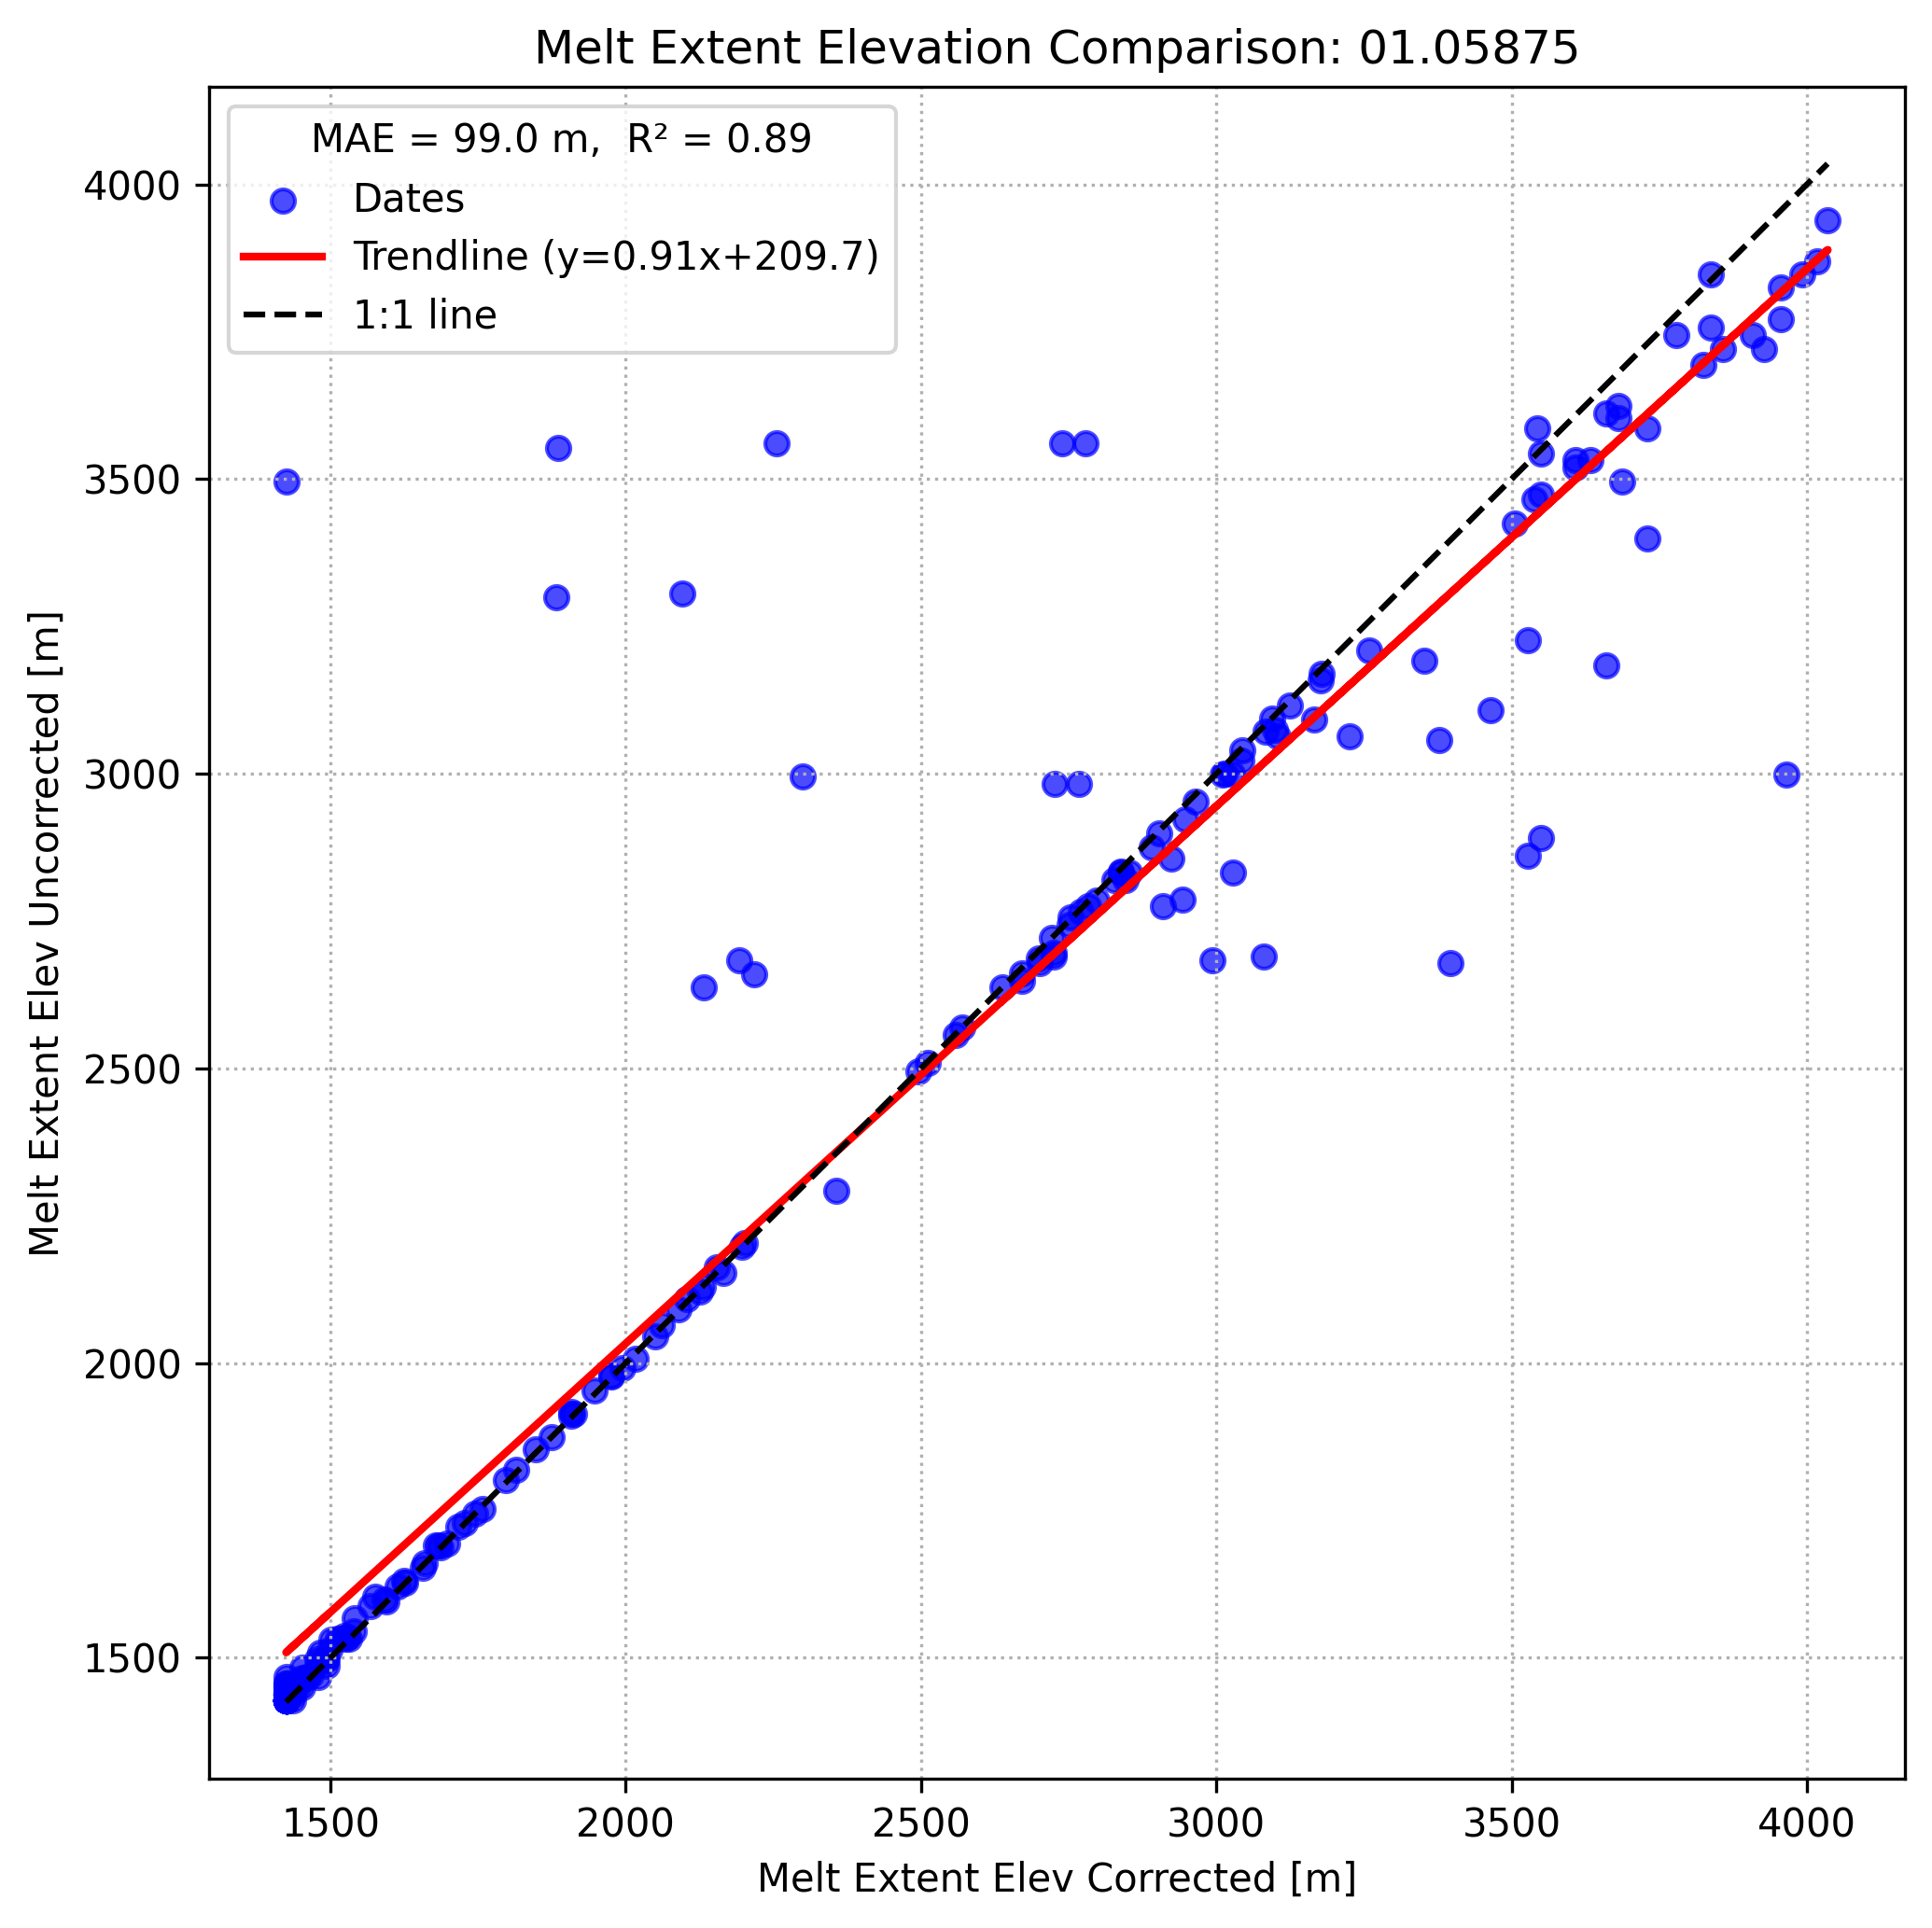 Melt Extent Elevation Comparison: 01.05875
MAE = 99.0 m,  R² = 0.89
Dates
Trendline (y=0.91x+209.7)
1:1 line
4000
3500
3000
2500
2000
1500
Melt Extent Elev Uncorrected [m]
1500 2000 2500 3000 3500 4000
Melt Extent Elev Corrected [m]